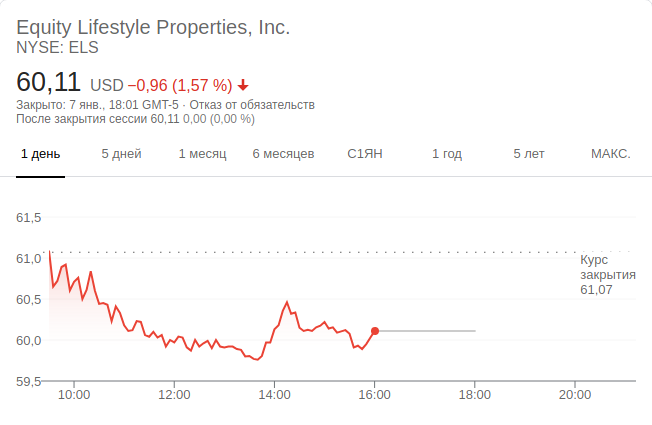 Equity Lifestyle Properties, Inc.
NYSE: ELS
60,11 USD −0,96 (1,57 %)
Закрыто: 7 янв., 18:01 GMT-5 · Отказ от обязательств
После закрытия сессии 60,11 0,00 (0,00 %)
1 день 5 дней 1 месяц 6 месяцев С1ЯН 1 год 5 лет МАКС.
61,5
61,0
Курс
закрытия
61,07
60,5
60,0
59,5
10:00 12:00 14:00 16:00 18:00 20:00